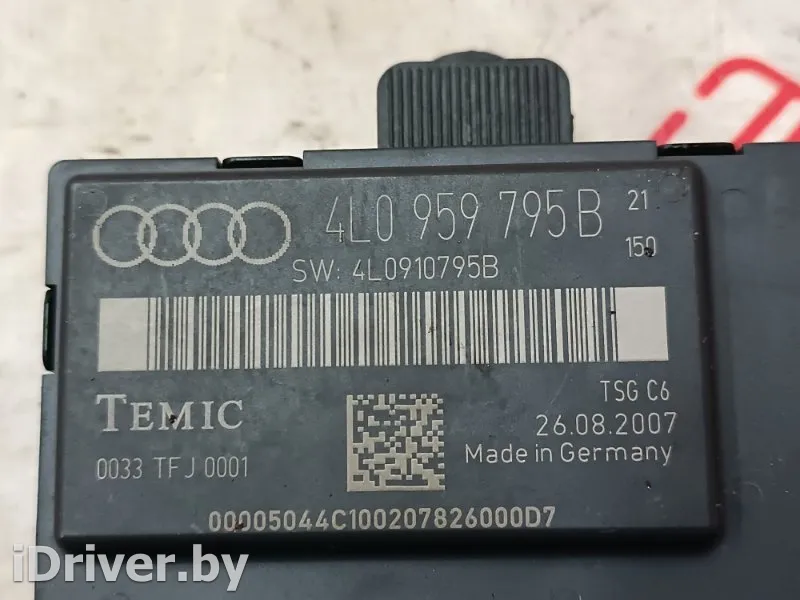 4L0 959 795B 21
150
SW: 4L0910795B
TEMIC
TSG C6
26.08.2007
Made in Germany
0033 TFJ 0001
00005044C100207826000D7
iDriver.by